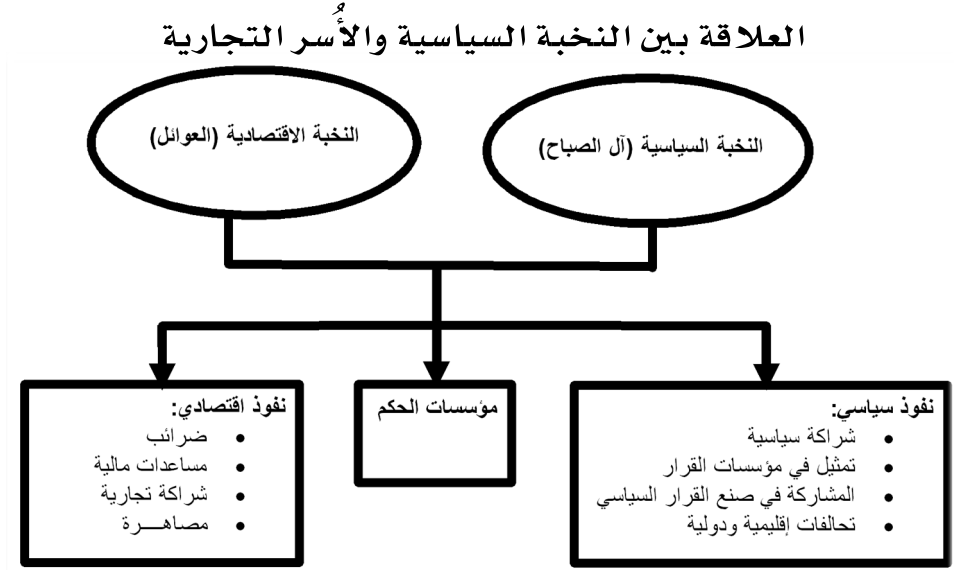 العلاقة بين النخبة السياسية والأُسر التجارية
النخبة السياسية (آل الصباح)
النخبة الاقتصادية (العوائل)
نفوذ سياسي:
• شراكة سياسية
• تمثيل في مؤسسات القرار
• المشاركة في صنع القرار السياسي
• تحالفات إقليمية ودولية
مؤسسات الحكم
نفوذ اقتصادي:
• ضرائب
• مساعدات مالية
• شراكة تجارية
• مصاهـــرة